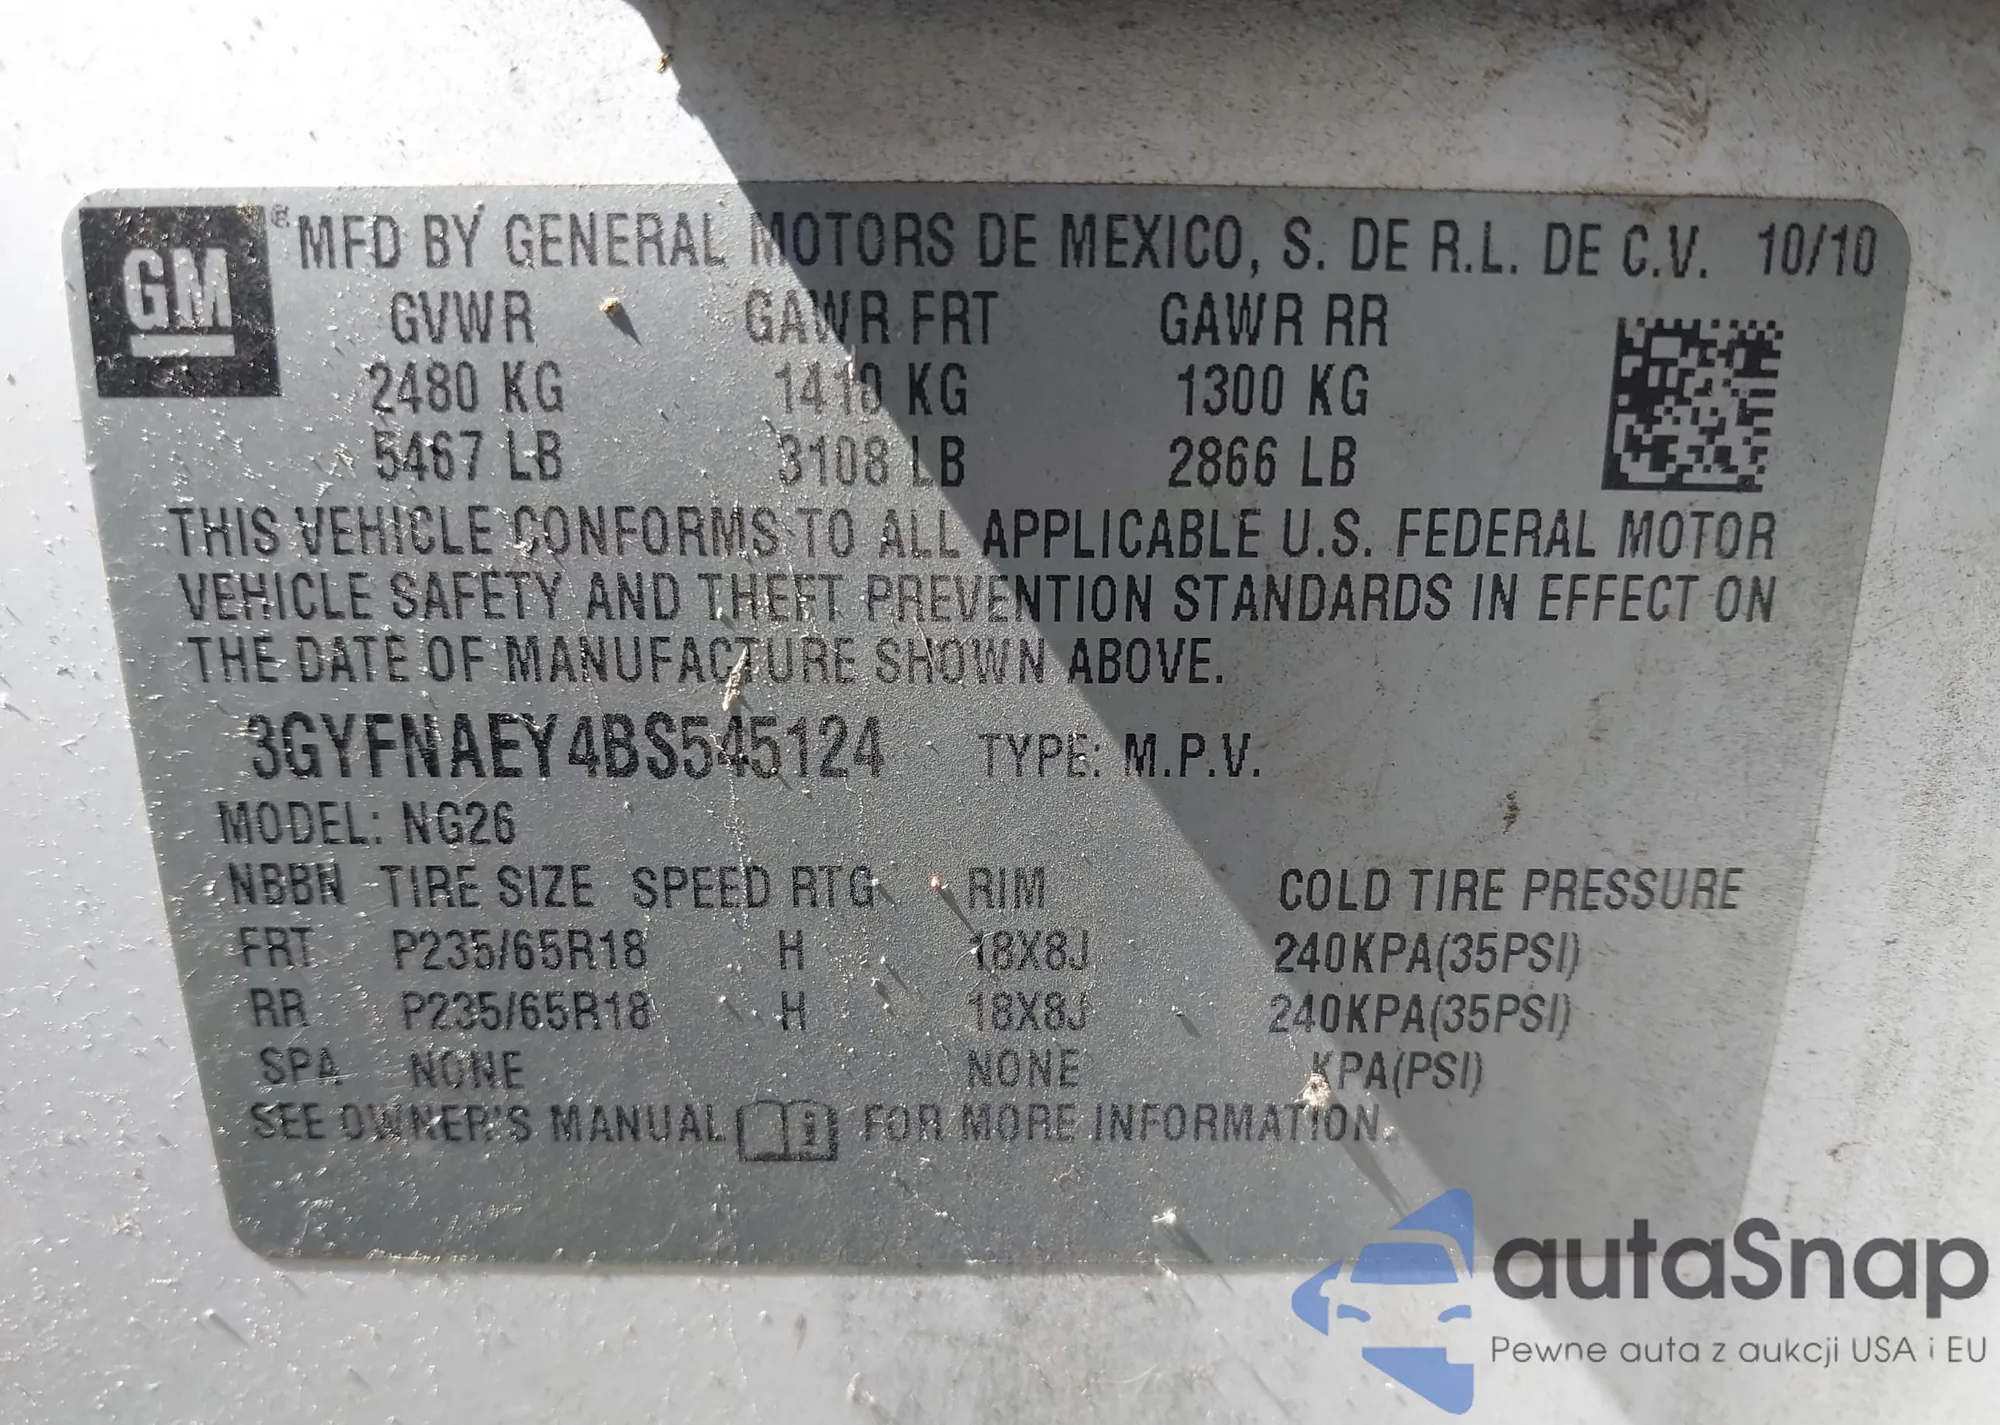 GM ® MFD BY GENERAL MOTORS DE MEXICO, S. DE R.L. DE C.V. 10/10
GVWR GAWR FRT GAWR RR
2480 KG 1410 KG 1300 KG
5467 LB 3108 LB 2866 LB
THIS VEHICLE CONFORMS TO ALL APPLICABLE U.S. FEDERAL MOTOR
VEHICLE SAFETY AND THEFT PREVENTION STANDARDS IN EFFECT ON
THE DATE OF MANUFACTURE SHOWN ABOVE.
3GYFNAEY4BS545124 TYPE: M.P.V.
MODEL: NG26
NBBN TIRE SIZE SPEED RTG RIM COLD TIRE PRESSURE
FRT P235/65R18 H 18X8J 240KPA(35PSI)
RR P235/65R18 H 18X8J 240KPA(35PSI)
SPA NONE NONE KPA(PSI)
SEE OWNER'S MANUAL FOR MORE INFORMATION.
autaSnap
Pewne auta z aukcji USA i EU